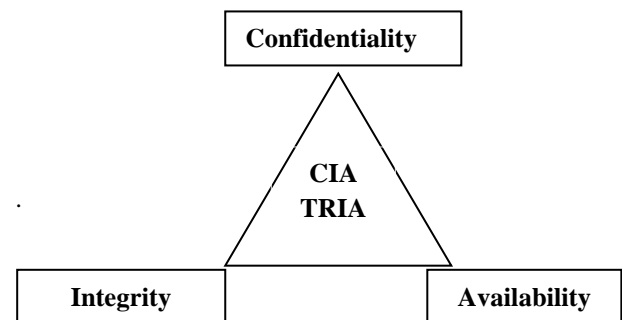 Confidentiality
CIA
TRIA
.
Integrity
Availability